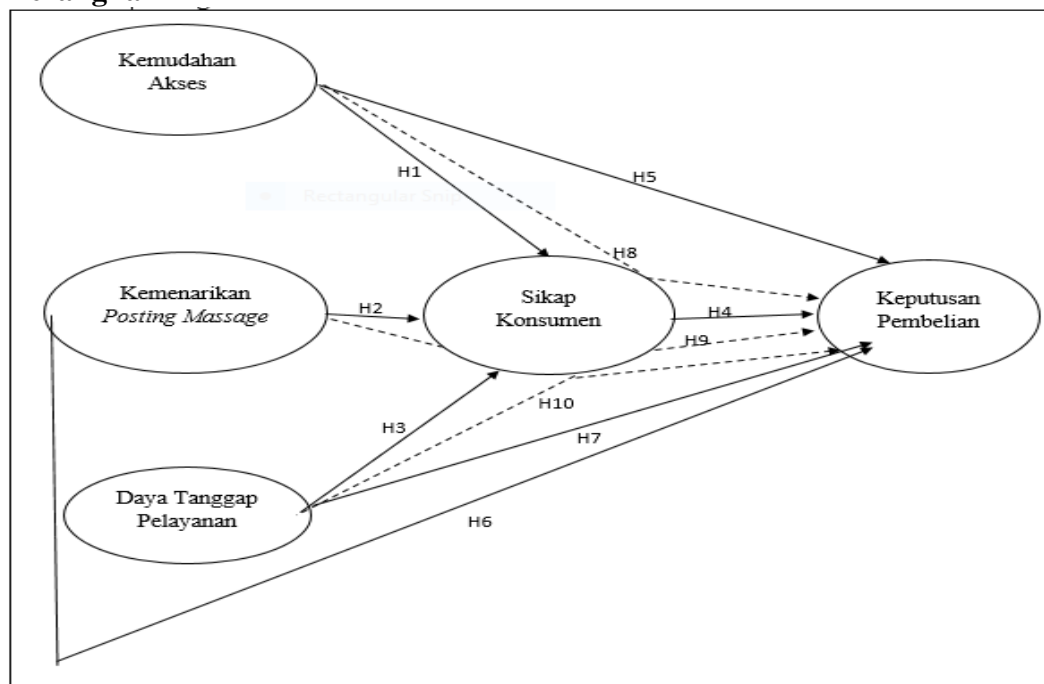 Kemudahan
Akses
H1
H5
Rectangular Snip
H8
Kemenarikan
Posting Massage
H2
Sikap
Konsumen
H4
Keputusan
Pembelian
H9
H10
H3
H7
Daya Tanggap
Pelayanan
H6